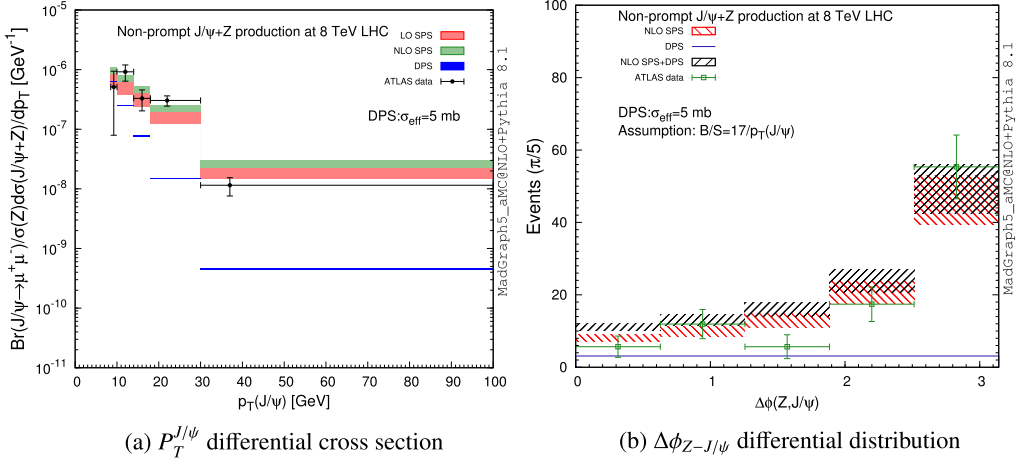 Non-prompt J/ψ+Z production at 8 TeV LHC
LO SPS
NLO SPS
DPS
ATLAS data
DPS:σeff=5 mb
Br(J/ψ→μ+μ-)/σ(Z)dσ(J/ψ+Z)/dpT [GeV-1]
10-5
10-6
10-7
10-8
10-9
10-10
10-11
0 10 20 30 40 50 60 70 80 90 100
pT(J/ψ) [GeV]
MadGraph5_aMC@NLO+Pythia 8.1
(a) P_T^{J/ψ} differential cross section
Non-prompt J/ψ+Z production at 8 TeV LHC
NLO SPS
DPS
NLO SPS+DPS
ATLAS data
DPS:σeff=5 mb
Assumption: B/S=17/pT(J/ψ)
Events (π/5)
100
80
60
40
20
0
0 1 2 3
Δϕ(Z,J/ψ)
MadGraph5_aMC@NLO+Pythia 8.1
(b) Δϕ_{Z−J/ψ} differential distribution